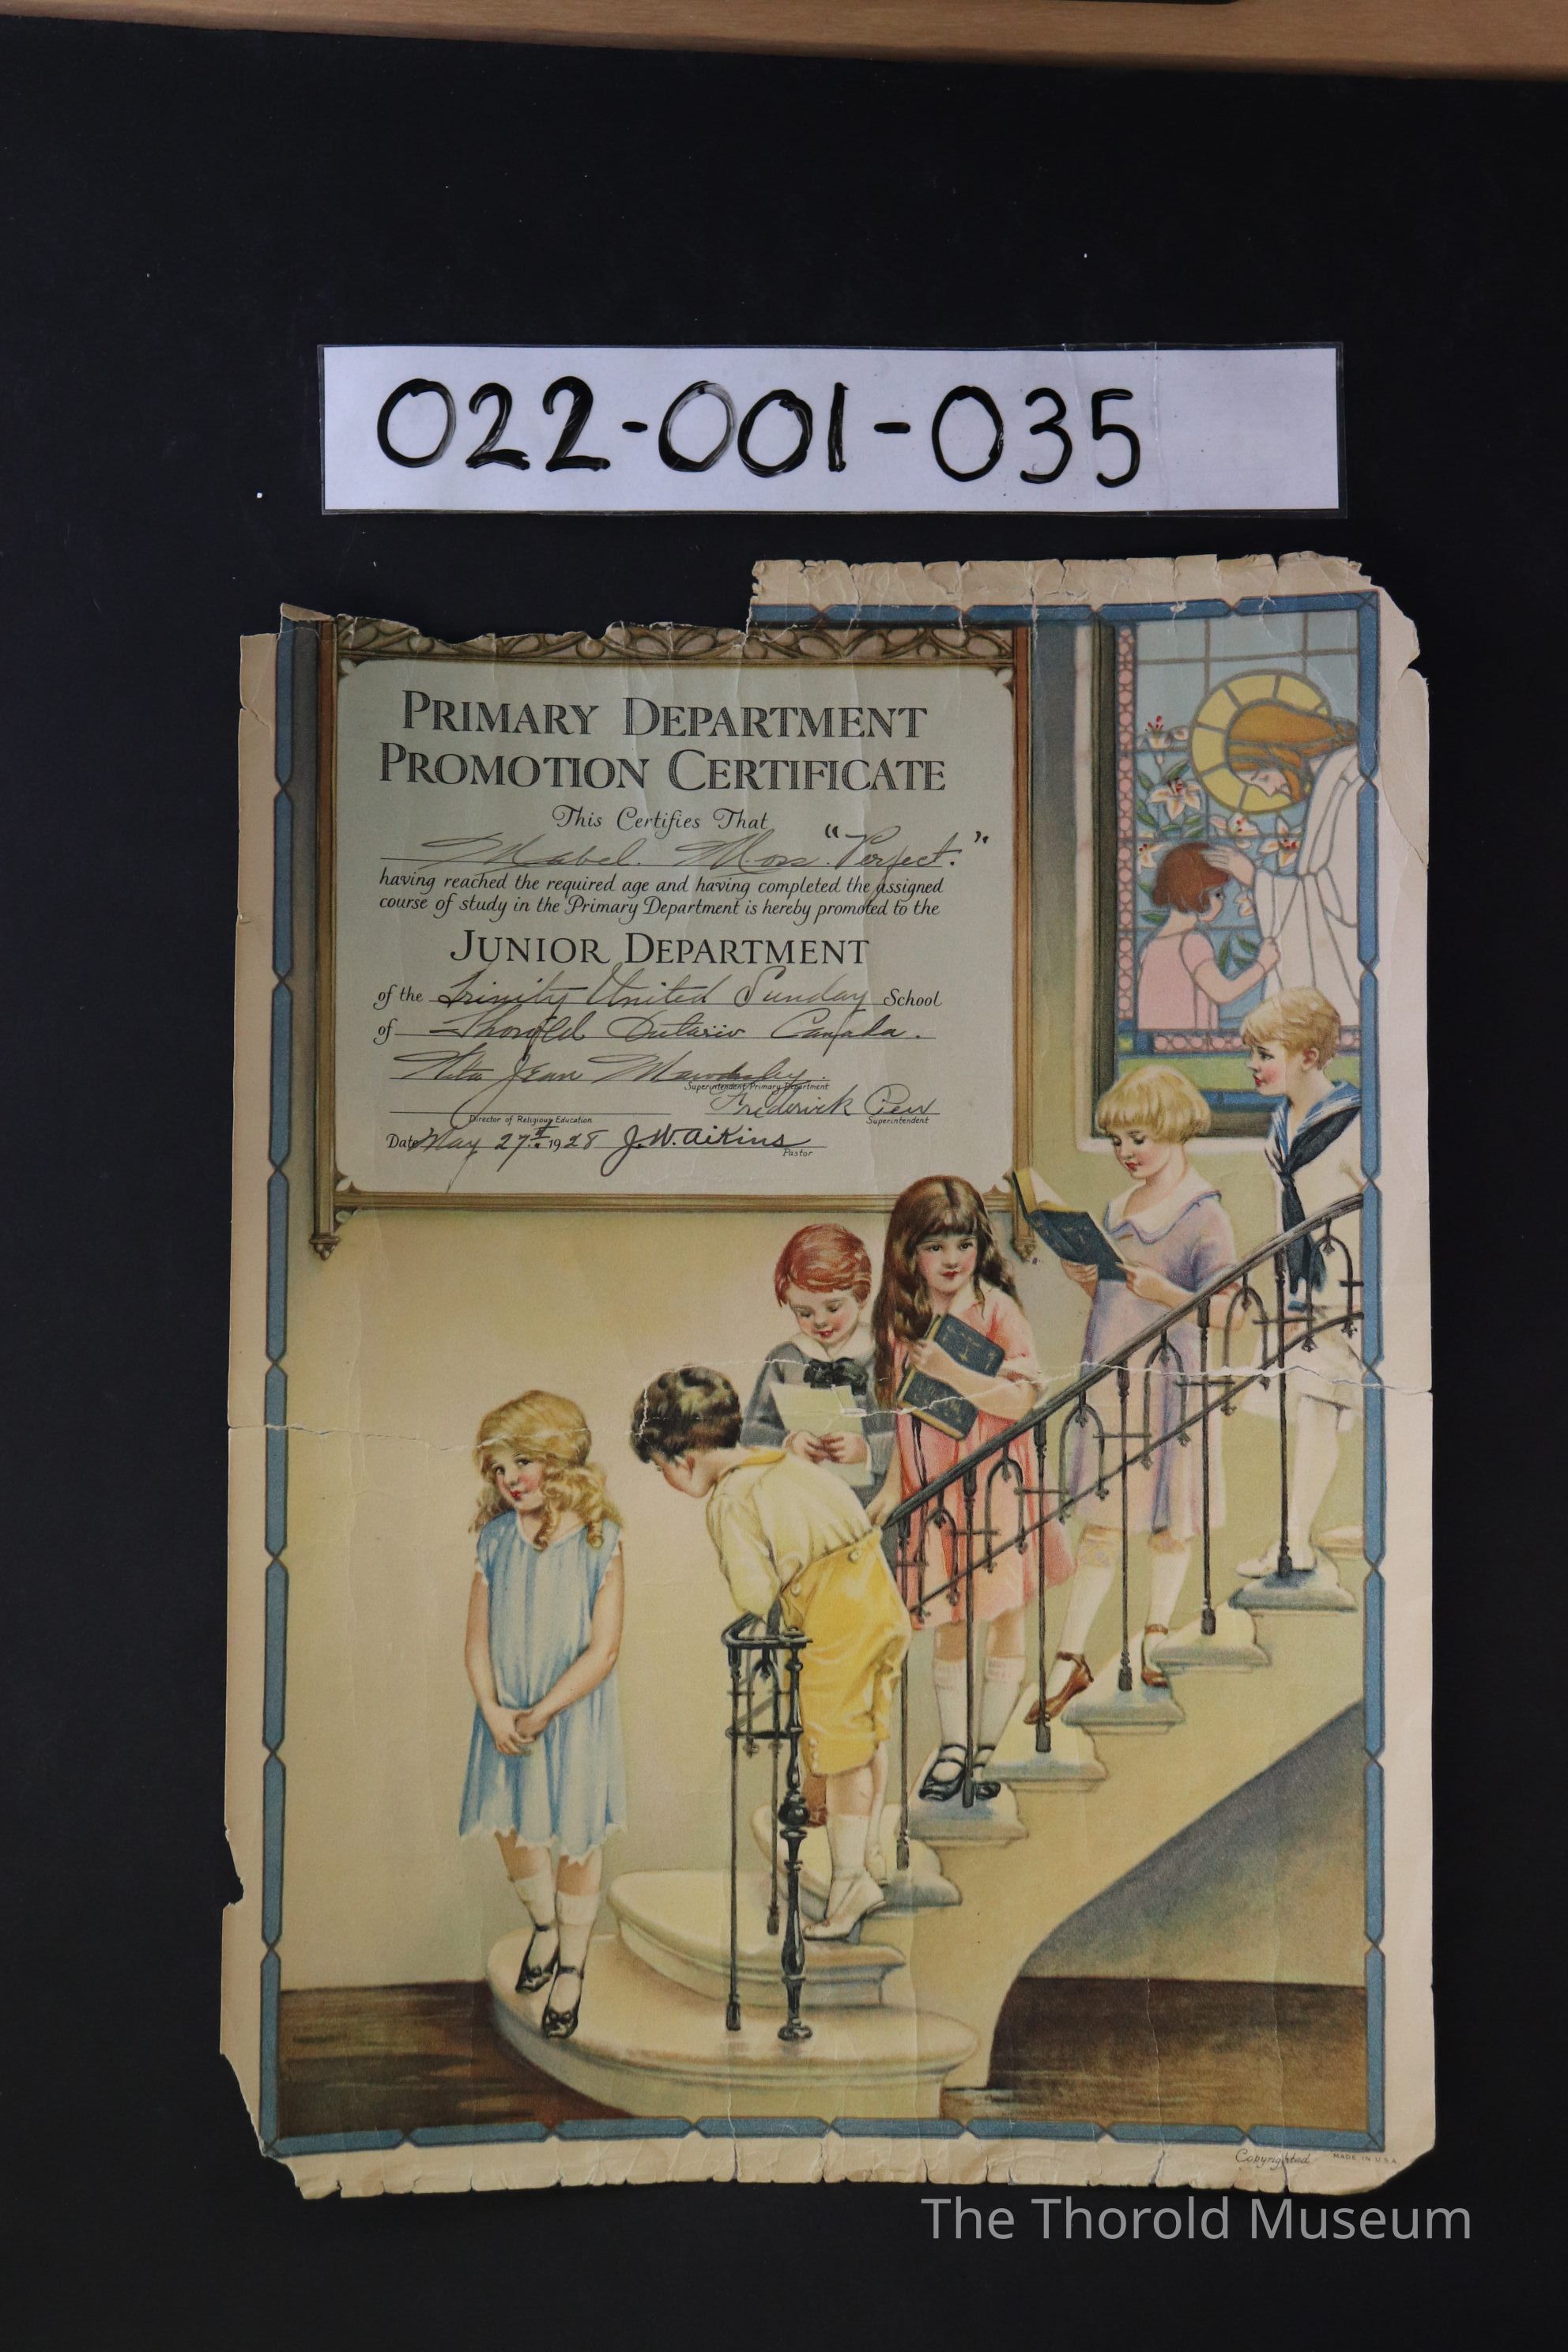 022-001-035
PRIMARY DEPARTMENT
PROMOTION CERTIFICATE
This Certifies That
Mabel. Moss. "Perfect."
having reached the required age and having completed the assigned
course of study in the Primary Department is hereby promoted to the
JUNIOR DEPARTMENT
of the Trinity United Sunday School
of Thorold Ontario Canada.
Jean Mawdsley.
Superintendent Primary Department
Frederick
Director of Religious Education
Superintendent
Date May 27 1928 J.W. Aikins
Pastor
Copyrighted MADE IN U.S.A.
The Thorold Museum